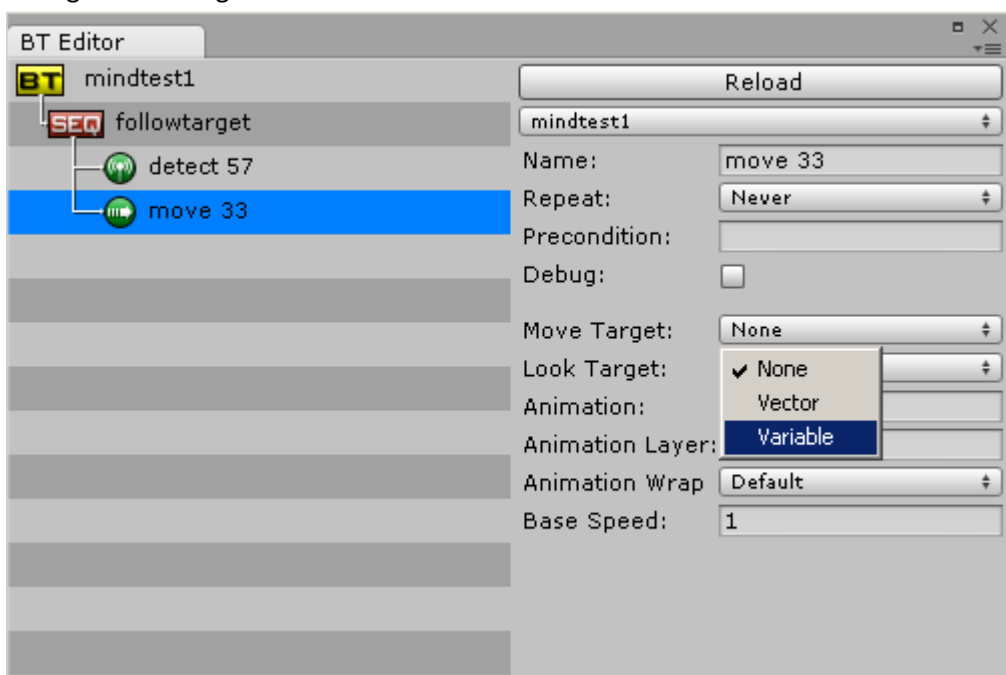 BT Editor
BT mindtest1
SEQ followtarget
detect 57
move 33
Reload
mindtest1
Name: move 33
Repeat: Never
Precondition:
Debug:
Move Target: None
Look Target:
None
Vector
Variable
Animation:
Animation Layer:
Animation Wrap Default
Base Speed: 1